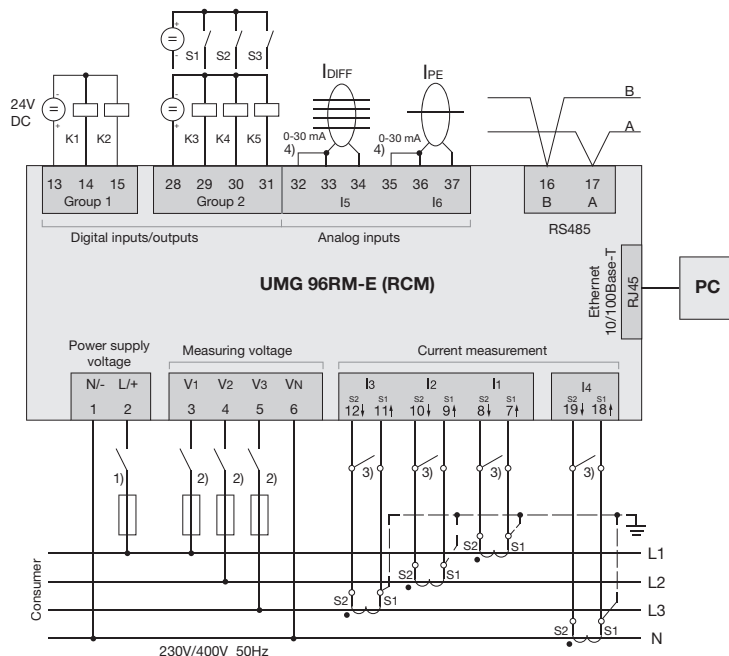 S1 S2 S3
24V
DC
K1 K2
K3 K4 K5
IDIFF
IPE
0-30 mA
4)
0-30 mA
4)
B
A
13 14 15
Group 1
28 29 30 31
Group 2
32 33 34 35 36 37
I5 I6
16 17
B A
RS485
Digital inputs/outputs
Analog inputs
UMG 96RM-E (RCM)
Ethernet
10/100Base-T
RJ45
PC
Power supply
voltage
Measuring voltage
Current measurement
N/- L/+
1 2
V1 V2 V3 VN
3 4 5 6
I3 I2 I1
S2 S1 S2 S1 S2 S1
12 11 10 9 8 7
I4
S2 S1
19 18
1) 2) 2) 2) 3) 3) 3) 3)
Consumer
S2 S1
L1
S2 S1
L2
S2 S1
L3
S2 S1
N
230V/400V 50Hz